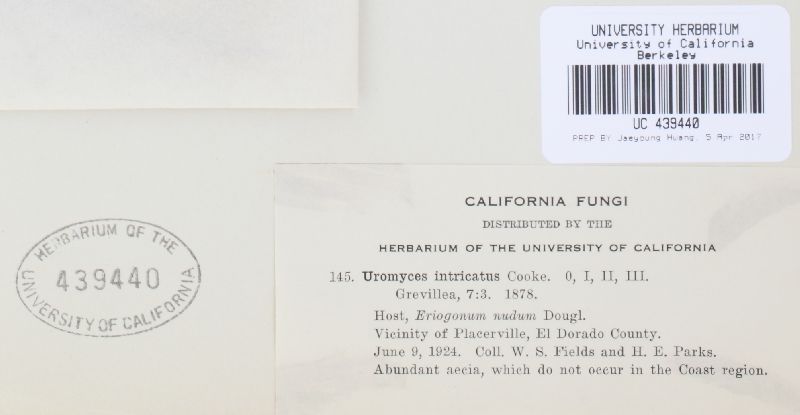 UNIVERSITY HERBARIUM
University of California
Berkeley
UC 439440
PREP BY Jaeyoung Huang, 5 Apr 2017
HERBARIUM OF THE
439440
UNIVERSITY OF CALIFORNIA
CALIFORNIA FUNGI
DISTRIBUTED BY THE
HERBARIUM OF THE UNIVERSITY OF CALIFORNIA
145. Uromyces intricatus Cooke. 0, I, II, III.
Grevillea, 7:3. 1878.
Host, Eriogonum nudum Dougl.
Vicinity of Placerville, El Dorado County.
June 9, 1924. Coll. W. S. Fields and H. E. Parks.
Abundant aecia, which do not occur in the Coast region.